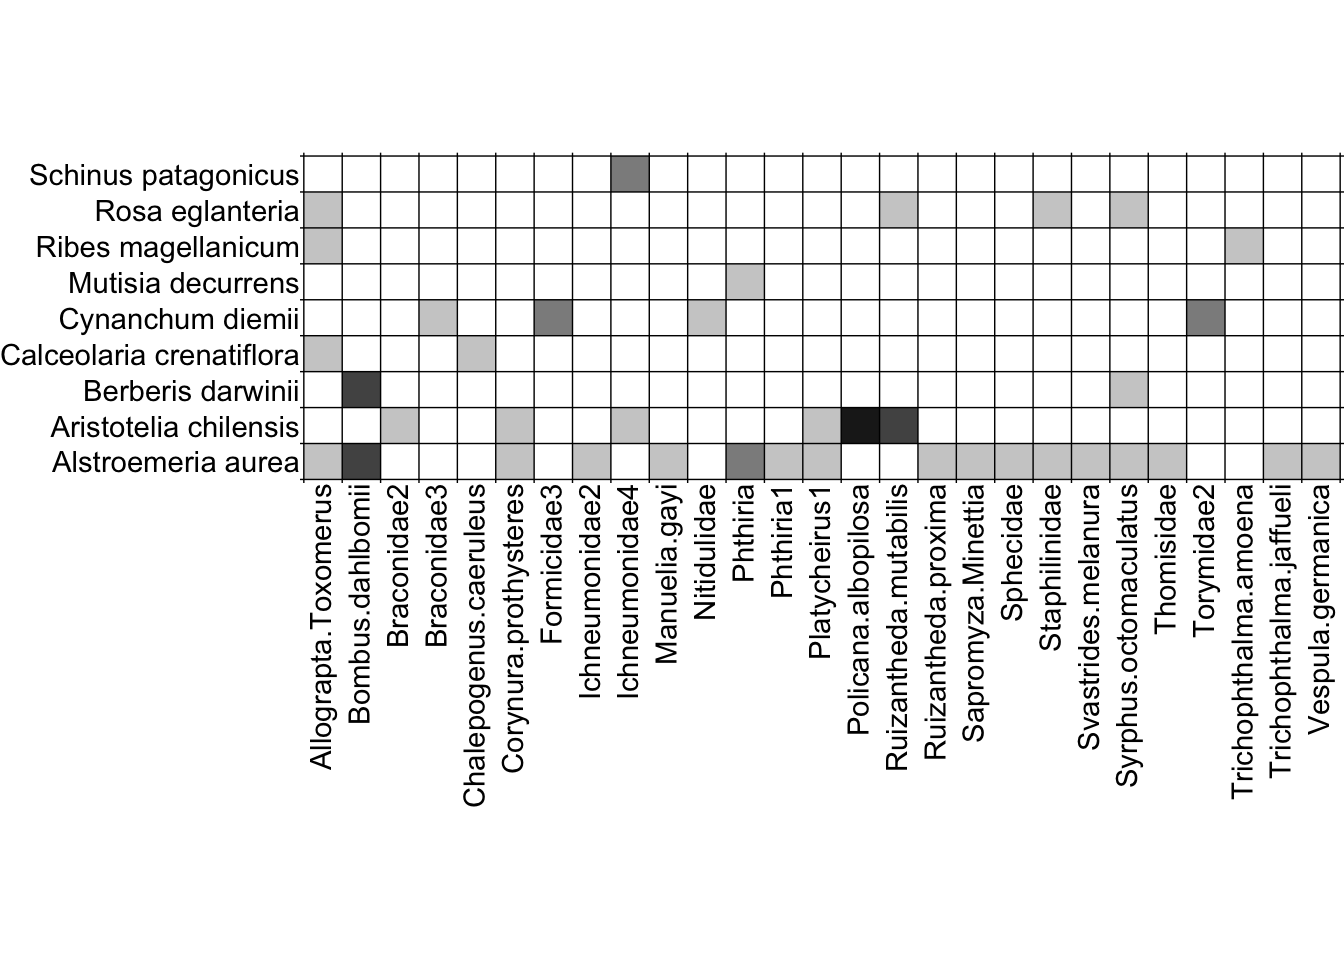 Schinus patagonicus
Rosa eglanteria
Ribes magellanicum
Mutisia decurrens
Cynanchum diemii
Calceolaria crenatiflora
Berberis darwinii
Aristotelia chilensis
Alstroemeria aurea
Allograpta.Toxomerus
Bombus.dahlbomii
Braconidae2
Braconidae3
Chalepogenus.caeruleus
Corynura.prothysteres
Formicidae3
Ichneumonidae2
Ichneumonidae4
Manuelia.gayi
Nitidulidae
Phthiria
Phthiria1
Platycheirus1
Policana.albopilosa
Ruizantheda.mutabilis
Ruizantheda.proxima
Sapromyza.Minettia
Sphecidae
Staphilinidae
Svastrides.melanura
Syrphus.octomaculatus
Thomisidae
Torymidae2
Trichophthalma.amoena
Trichophthalma.jaffueli
Vespula.germanica